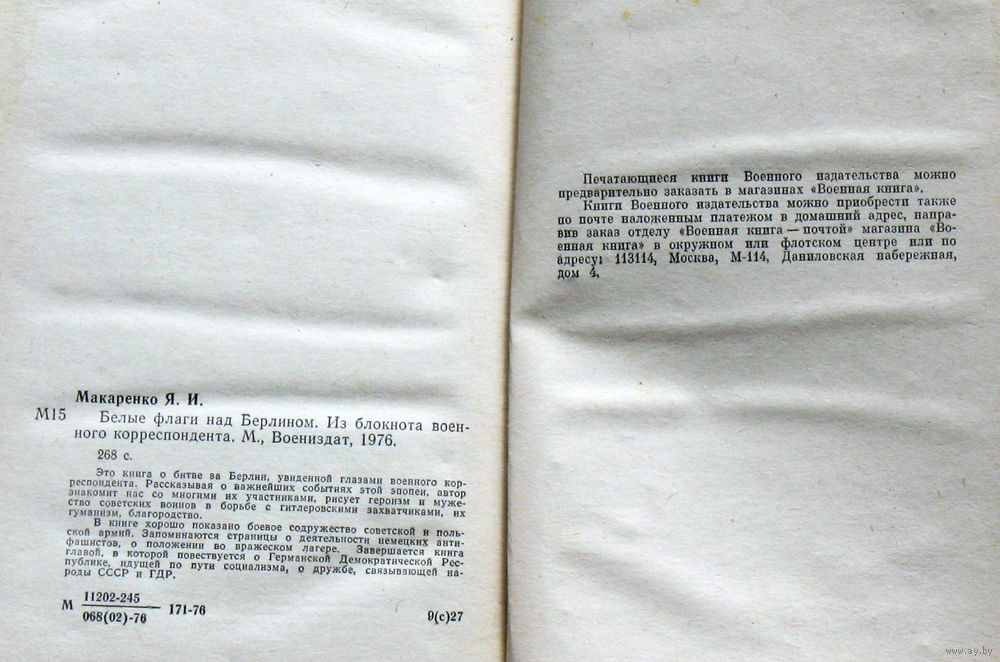 Макаренко Я. И.
М15 Белые флаги над Берлином. Из блокнота воен-
ного корреспондента. М., Воениздат, 1976.
268 с.
Это книга о битве за Берлин, увиденной глазами военного кор-
респондента. Рассказывая о важнейших событиях этой эпопеи, автор
знакомит нас со многими их участниками, рисует героизм и муже-
ство советских воинов в борьбе с гитлеровскими захватчиками, их
гуманизм, благородство.
В книге хорошо показано боевое содружество советской и поль-
ской армий. Запоминаются страницы о деятельности немецких анти-
фашистов, о положении во вражеском лагере. Завершается книга
главой, в которой повествуется о Германской Демократической Рес-
публике, идущей по пути социализма, о дружбе, связывающей на-
роды СССР и ГДР.
М 11202-245
068(02)-76 171-76
9(с)27
Печатающиеся книги Военного издательства можно
предварительно заказать в магазинах «Военная книга».
Книги Военного издательства можно приобрести также
по почте наложенным платежом в домашний адрес, напра-
вив заказ отделу «Военная книга — почтой» магазина «Во-
енная книга» в окружном или флотском центре или по
адресу: 113114, Москва, М-114, Даниловская набережная,
дом 4.
www.ay.by